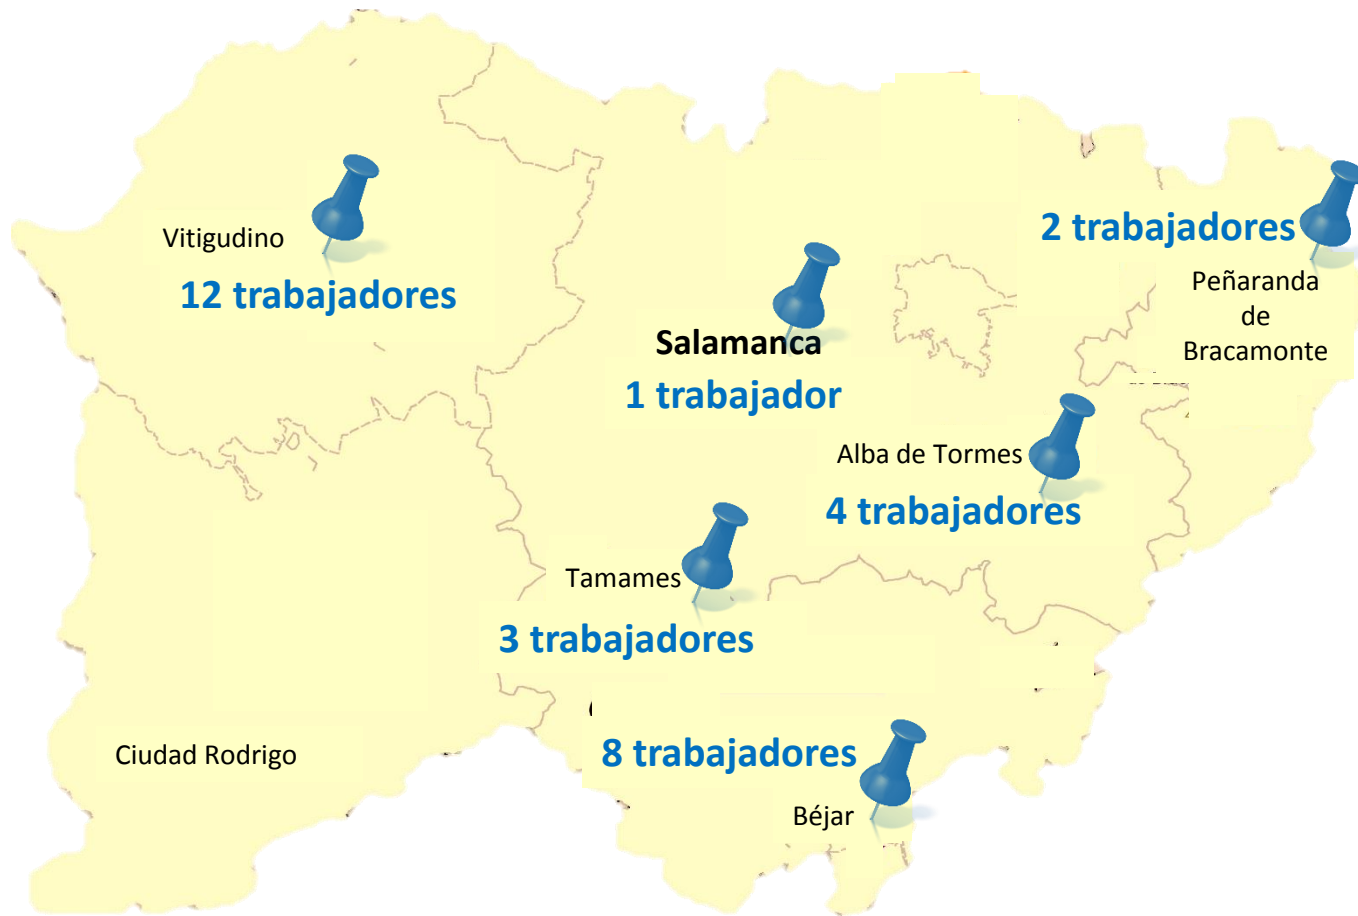 2 trabajadores
Vitigudino
Peñaranda
de
Bracamonte
12 trabajadores
Salamanca
1 trabajador
Alba de Tormes
4 trabajadores
Tamames
3 trabajadores
8 trabajadores
Ciudad Rodrigo
Béjar